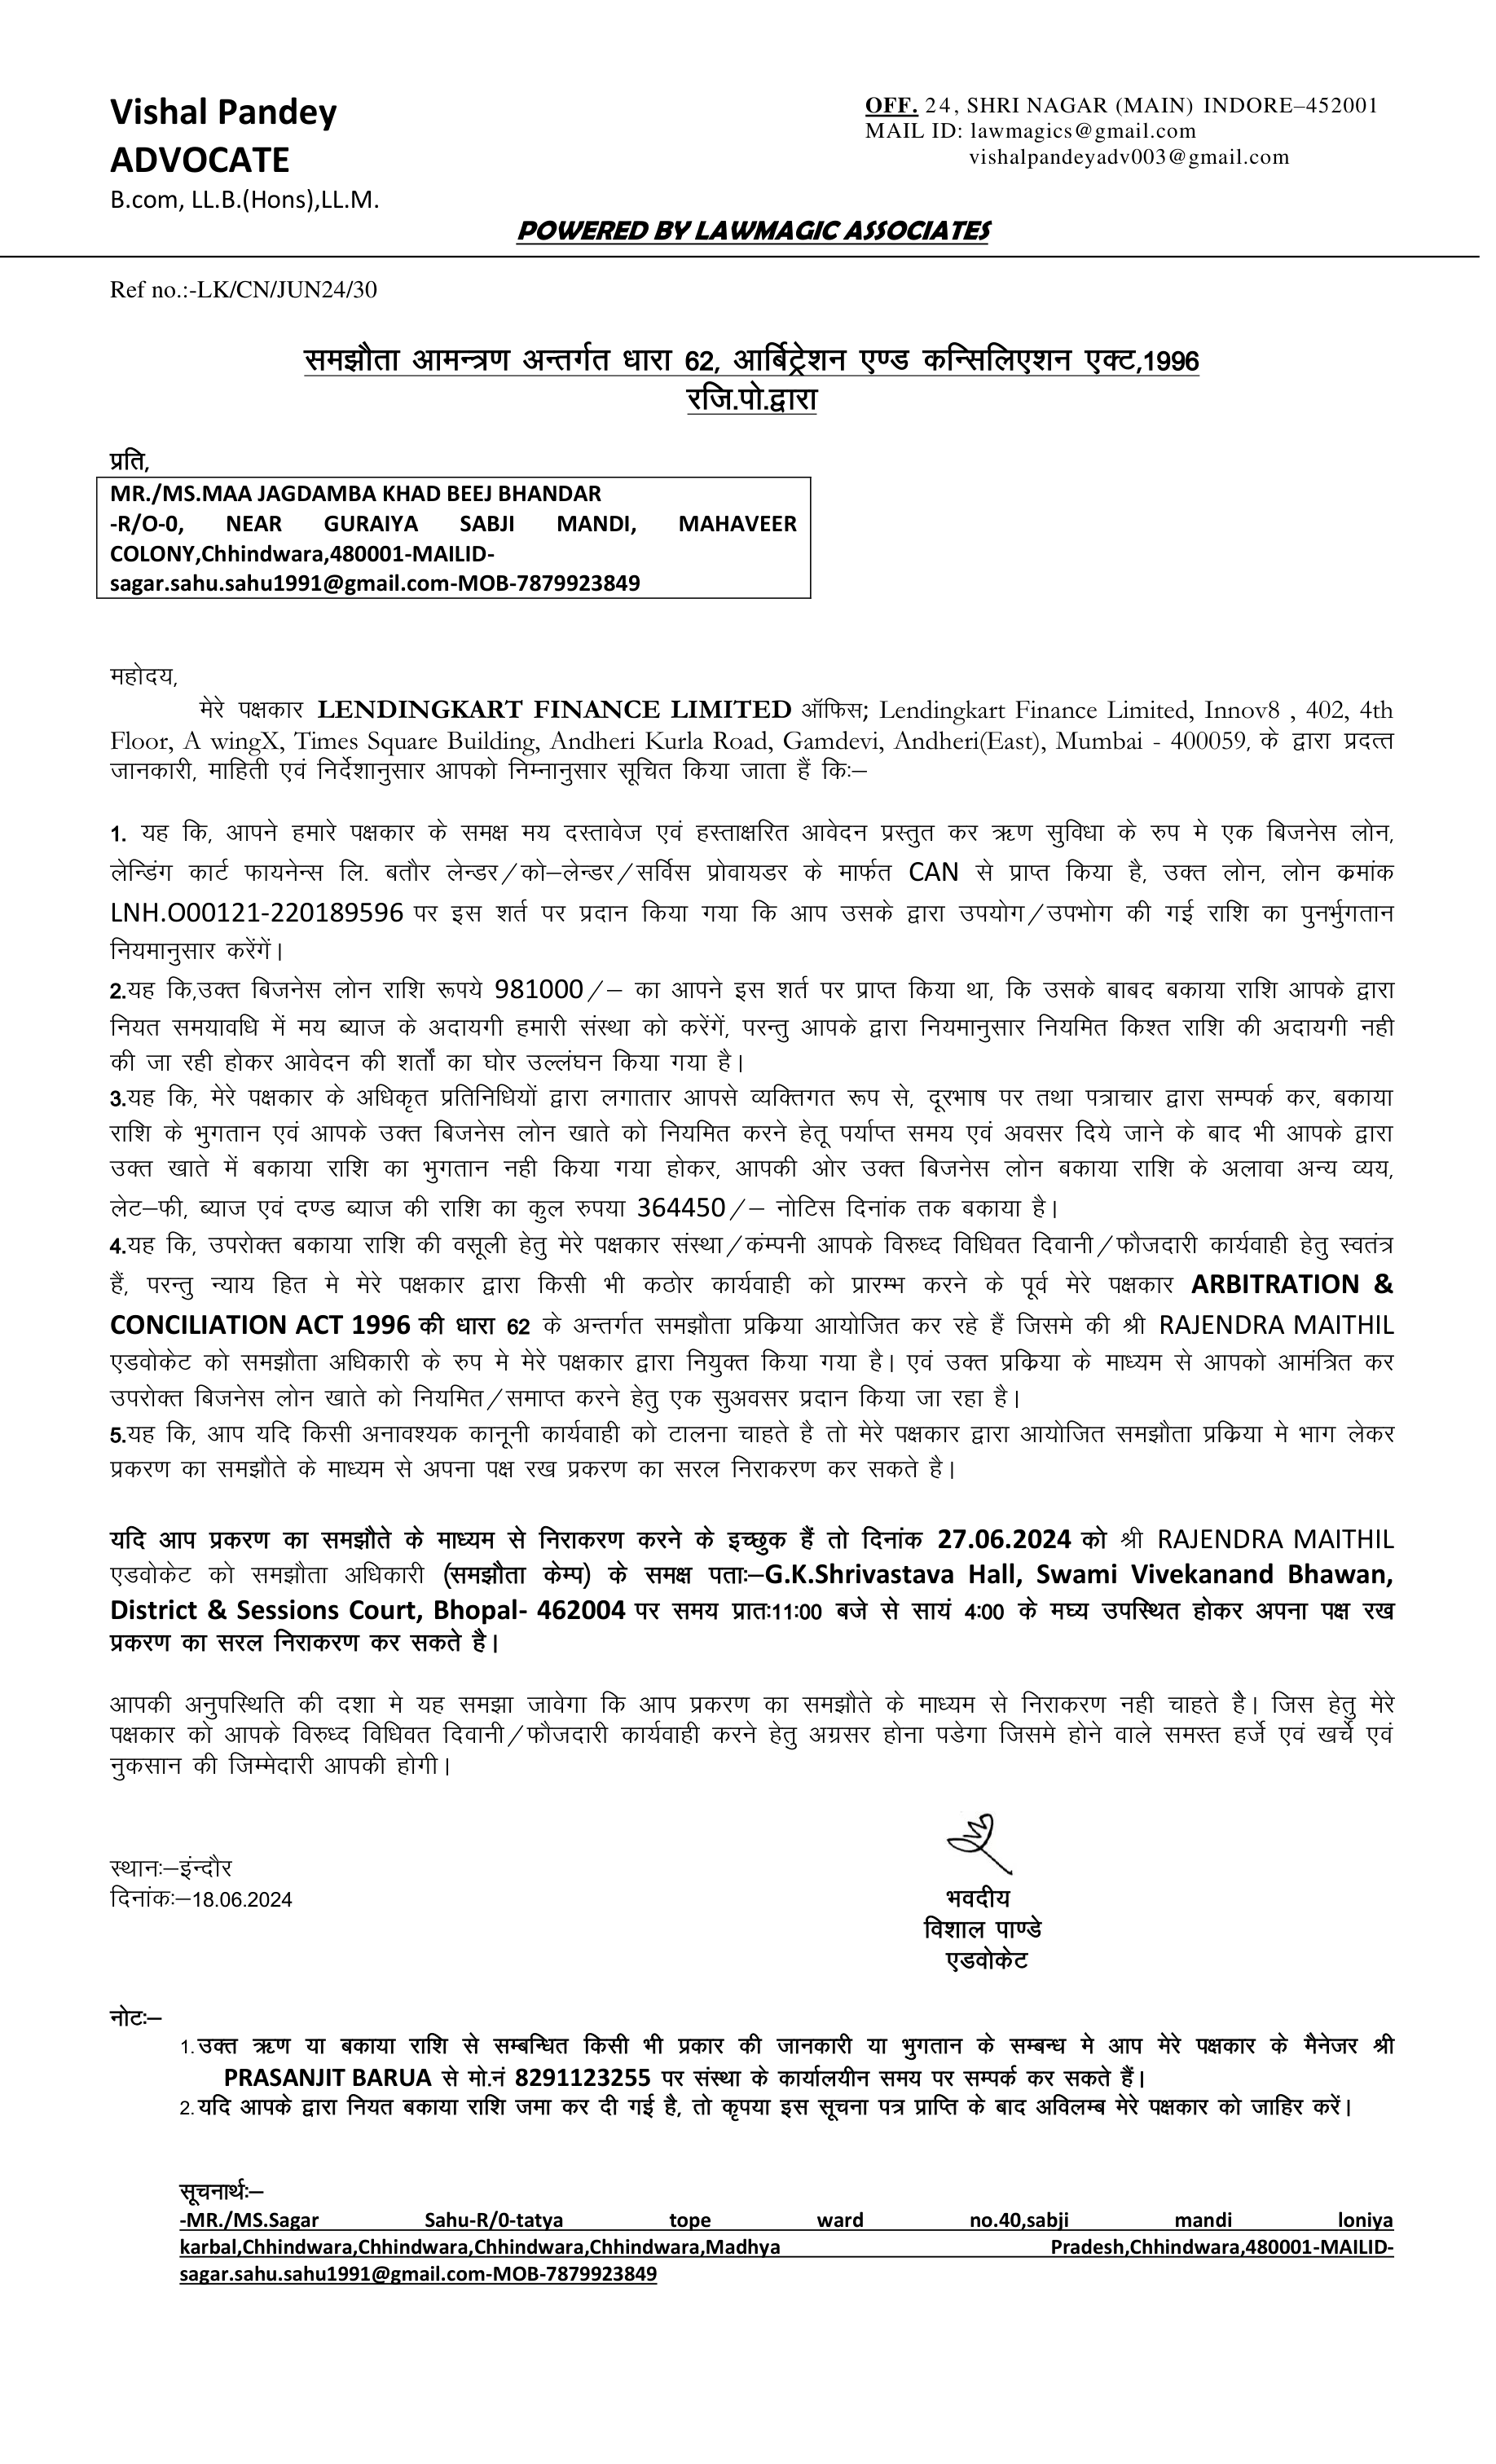 Vishal Pandey
ADVOCATE
B.com, LL.B.(Hons),LL.M.
OFF. 24, SHRI NAGAR (MAIN) INDORE–452001
MAIL ID: lawmagics@gmail.com
vishalpandeyadv003@gmail.com
POWERED BY LAWMAGIC ASSOCIATES
Ref no.:-LK/CN/JUN24/30
समझौता आमन्त्रण अन्तर्गत धारा 62, आर्बिट्रेशन एण्ड कन्सिलिएशन एक्ट,1996
रजि.पो.द्वारा
प्रति,
MR./MS.MAA JAGDAMBA KHAD BEEJ BHANDAR
-R/O-0, NEAR GURAIYA SABJI MANDI, MAHAVEER
COLONY,Chhindwara,480001-MAILID-
sagar.sahu.sahu1991@gmail.com-MOB-7879923849
महोदय,
मेरे पक्षकार LENDINGKART FINANCE LIMITED ऑफिस; Lendingkart Finance Limited, Innov8 , 402, 4th
Floor, A wingX, Times Square Building, Andheri Kurla Road, Gamdevi, Andheri(East), Mumbai - 400059, के द्वारा प्रदत्त
जानकारी, माहिती एवं निर्देशानुसार आपको निम्नानुसार सूचित किया जाता हैं किः–
1. यह कि, आपने हमारे पक्षकार के समक्ष मय दस्तावेज एवं हस्ताक्षरित आवेदन प्रस्तुत कर ऋण सुविधा के रुप मे एक बिजनेस लोन,
लेन्डिंग कार्ट फायनेन्स लि. बतौर लेन्डर/को–लेन्डर/सर्विस प्रोवायडर के मार्फत CAN से प्राप्त किया है, उक्त लोन, लोन क्रमांक
LNH.O00121-220189596 पर इस शर्त पर प्रदान किया गया कि आप उसके द्वारा उपयोग/उपभोग की गई राशि का पुनर्भुगतान
नियमानुसार करेंगें।
2.यह कि,उक्त बिजनेस लोन राशि रूपये 981000/– का आपने इस शर्त पर प्राप्त किया था, कि उसके बाबद बकाया राशि आपके द्वारा
नियत समयावधि में मय ब्याज के अदायगी हमारी संस्था को करेंगें, परन्तु आपके द्वारा नियमानुसार नियमित किश्त राशि की अदायगी नही
की जा रही होकर आवेदन की शर्तों का घोर उल्लंघन किया गया है।
3.यह कि, मेरे पक्षकार के अधिकृत प्रतिनिधियों द्वारा लगातार आपसे व्यक्तिगत रूप से, दूरभाष पर तथा पत्राचार द्वारा सम्पर्क कर, बकाया
राशि के भुगतान एवं आपके उक्त बिजनेस लोन खाते को नियमित करने हेतू पर्याप्त समय एवं अवसर दिये जाने के बाद भी आपके द्वारा
उक्त खाते में बकाया राशि का भुगतान नही किया गया होकर, आपकी ओर उक्त बिजनेस लोन बकाया राशि के अलावा अन्य व्यय,
लेट–फी, ब्याज एवं दण्ड ब्याज की राशि का कुल रुपया 364450/– नोटिस दिनांक तक बकाया है।
4.यह कि, उपरोक्त बकाया राशि की वसूली हेतु मेरे पक्षकार संस्था/कंम्पनी आपके विरुध्द विधिवत दिवानी/फौजदारी कार्यवाही हेतु स्वतंत्र
हैं, परन्तु न्याय हित मे मेरे पक्षकार द्वारा किसी भी कठोर कार्यवाही को प्रारम्भ करने के पूर्व मेरे पक्षकार ARBITRATION &
CONCILIATION ACT 1996 की धारा 62 के अन्तर्गत समझौता प्रक्रिया आयोजित कर रहे हैं जिसमे की श्री RAJENDRA MAITHIL
एडवोकेट को समझौता अधिकारी के रुप मे मेरे पक्षकार द्वारा नियुक्त किया गया है। एवं उक्त प्रक्रिया के माध्यम से आपको आमंत्रित कर
उपरोक्त बिजनेस लोन खाते को नियमित/समाप्त करने हेतु एक सुअवसर प्रदान किया जा रहा है।
5.यह कि, आप यदि किसी अनावश्यक कानूनी कार्यवाही को टालना चाहते है तो मेरे पक्षकार द्वारा आयोजित समझौता प्रक्रिया मे भाग लेकर
प्रकरण का समझौते के माध्यम से अपना पक्ष रख प्रकरण का सरल निराकरण कर सकते है।
यदि आप प्रकरण का समझौते के माध्यम से निराकरण करने के इच्छुक हैं तो दिनांक 27.06.2024 को श्री RAJENDRA MAITHIL
एडवोकेट को समझौता अधिकारी (समझौता केम्प) के समक्ष पताः–G.K.Shrivastava Hall, Swami Vivekanand Bhawan,
District & Sessions Court, Bhopal- 462004 पर समय प्रातः11:00 बजे से सायं 4:00 के मघ्य उपस्थित होकर अपना पक्ष रख
प्रकरण का सरल निराकरण कर सकते है।
आपकी अनुपस्थिति की दशा मे यह समझा जावेगा कि आप प्रकरण का समझौते के माध्यम से निराकरण नही चाहते है। जिस हेतु मेरे
पक्षकार को आपके विरुध्द विधिवत दिवानी/फौजदारी कार्यवाही करने हेतु अग्रसर होना पडेगा जिसमे होने वाले समस्त हर्जे एवं खर्चे एवं
नुकसान की जिम्मेदारी आपकी होगी।
स्थानः–इंन्दौर
दिनांकः–18.06.2024
भवदीय
विशाल पाण्डे
एडवोकेट
नोटः–
1. उक्त ऋण या बकाया राशि से सम्बन्धित किसी भी प्रकार की जानकारी या भुगतान के सम्बन्ध मे आप मेरे पक्षकार के मैनेजर श्री
PRASANJIT BARUA से मो.नं 8291123255 पर संस्था के कार्यालयीन समय पर सम्पर्क कर सकते हैं।
2. यदि आपके द्वारा नियत बकाया राशि जमा कर दी गई है, तो कृपया इस सूचना पत्र प्राप्ति के बाद अविलम्ब मेरे पक्षकार को जाहिर करें।
सूचनार्थः–
-MR./MS.Sagar Sahu-R/0-tatya tope ward no.40,sabji mandi loniya
karbal,Chhindwara,Chhindwara,Chhindwara,Chhindwara,Madhya Pradesh,Chhindwara,480001-MAILID-
sagar.sahu.sahu1991@gmail.com-MOB-7879923849